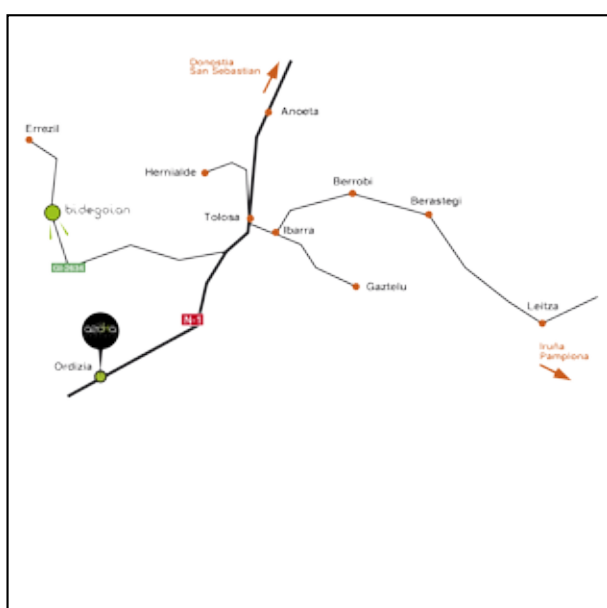 Donostia
San Sebastian
Anoeta
Errezil
Hernialde
Berrobi
Berastegi
bidegoian
Tolosa
Ibarra
GI-2634
Gaztelu
Leitza
N-1
Iruña
Pamplona
Ordizia